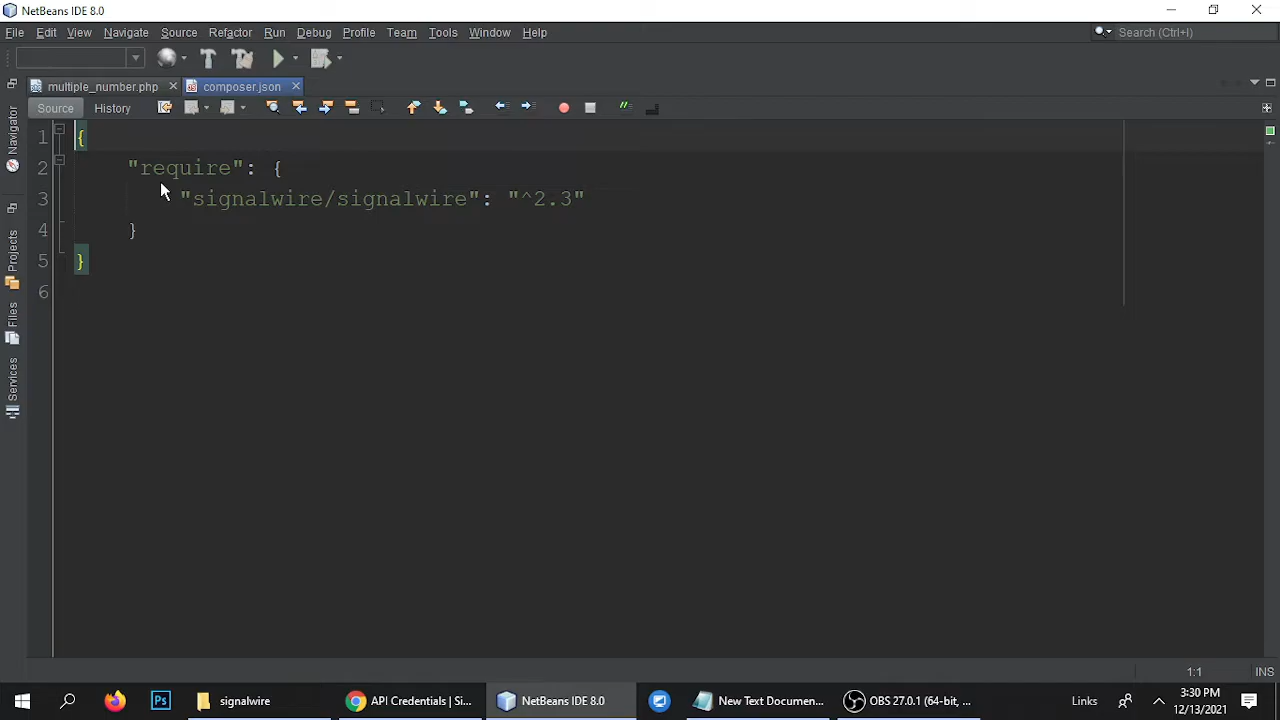 NetBeans IDE 8.0
File Edit View Navigate Source Refactor Run Debug Profile Team Tools Window Help
Search (Ctrl+I)
multiple_number.php composer.json
Source History
Navigator
Projects
Files
Services
1 {
2 "require": {
3 "signalwire/signalwire": "^2.3"
4 }
5 }
6
1:1 INS
Ps signalwire API Credentials | Si... NetBeans IDE 8.0 New Text Documen... OBS 27.0.1 (64-bit, ... Links
3:30 PM
12/13/2021